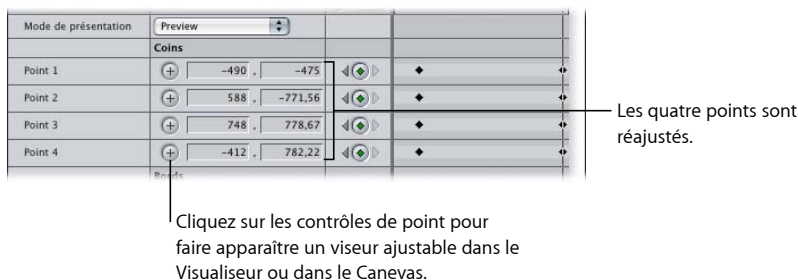 Mode de présentation Preview
Coins
Point 1 -490 , -475
Point 2 588 , -771,56
Point 3 748 , 778,67
Point 4 -412 , 782,22
Les quatre points sont
réajustés.
Cliquez sur les contrôles de point pour
faire apparaître un viseur ajustable dans le
Visualiseur ou dans le Canevas.